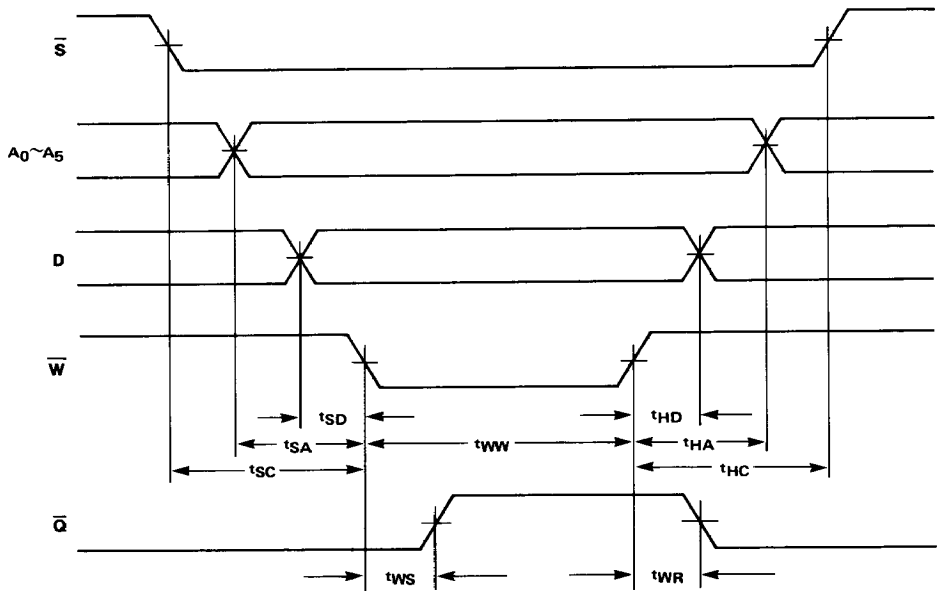 S̅
A₀~A₅
D
W̅
tSD
tHD
tSA
tWW
tHA
tSC
tHC
Q̅
tWS
tWR